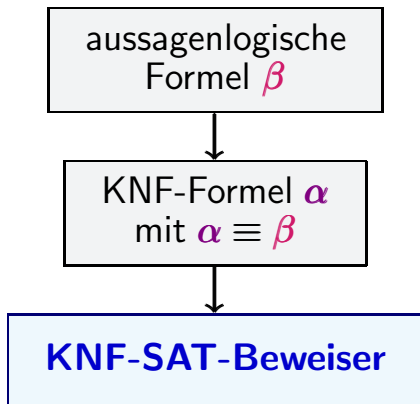 aussagenlogische
Formel β
KNF-Formel α
mit α ≡ β
KNF-SAT-Beweiser